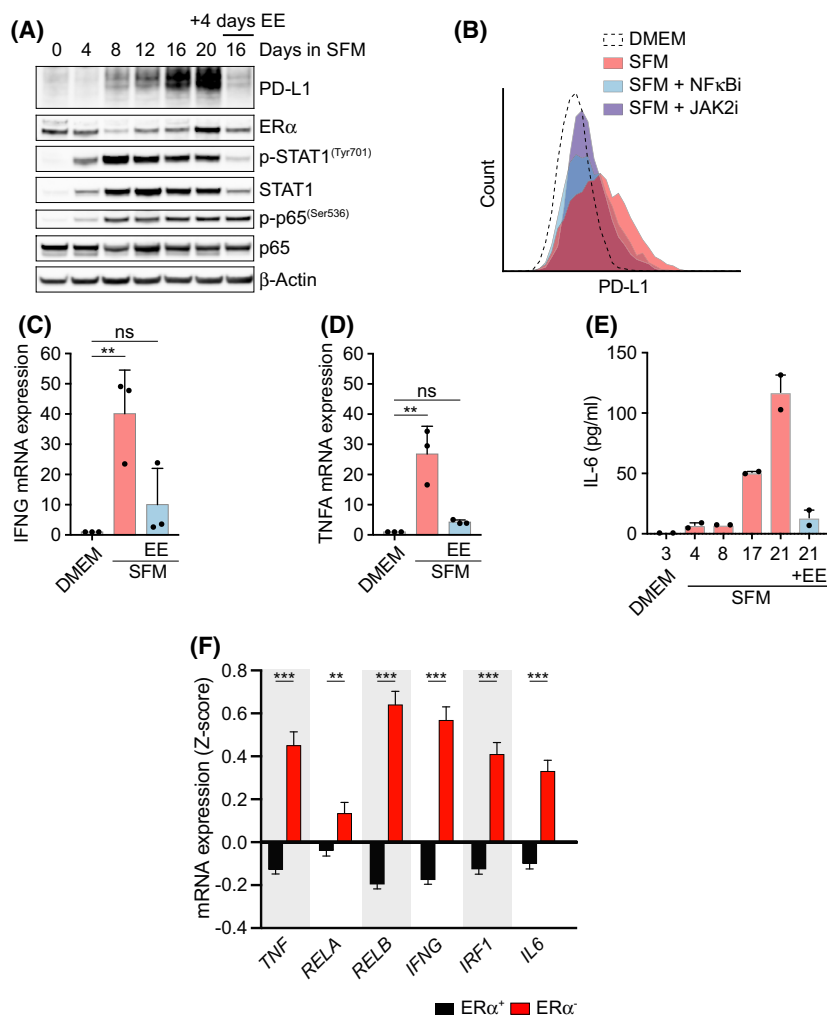 (A)
+4 days EE
0 4 8 12 16 20 16 Days in SFM
PD-L1
ERα
p-STAT1(Tyr701)
STAT1
p-p65(Ser536)
p65
β-Actin
(B)
DMEM
SFM
SFM + NFκBi
SFM + JAK2i
Count
PD-L1
(C)
ns
**
IFNG mRNA expression
60
50
40
30
20
10
0
DMEM
EE
SFM
(D)
ns
**
TNFA mRNA expression
60
50
40
30
20
10
0
DMEM
EE
SFM
(E)
IL-6 (pg/ml)
150
100
50
0
3 4 8 17 21 21
DMEM
+EE
SFM
(F)
*** ** *** *** *** ***
mRNA expression (Z-score)
0.8
0.6
0.4
0.2
0.0
-0.2
-0.4
TNF RELA RELB IFNG IRF1 IL6
ERα+ ERα-